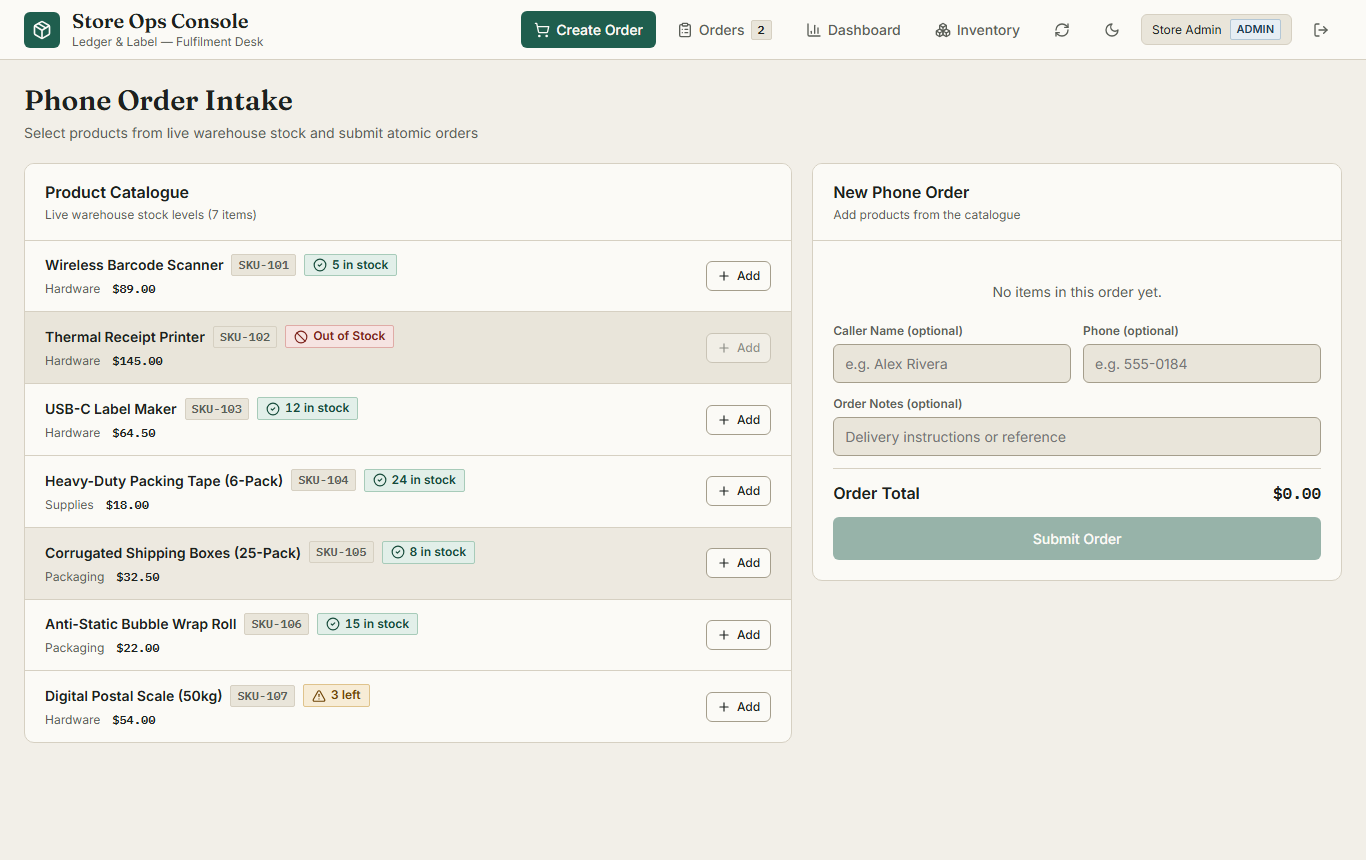 Store Ops Console
Ledger & Label — Fulfilment Desk
Create Order
Orders 2
Dashboard
Inventory
Store Admin ADMIN
Phone Order Intake
Select products from live warehouse stock and submit atomic orders
Product Catalogue
Live warehouse stock levels (7 items)
Wireless Barcode Scanner SKU-101 5 in stock
Hardware $89.00
Add
Thermal Receipt Printer SKU-102 Out of Stock
Hardware $145.00
Add
USB-C Label Maker SKU-103 12 in stock
Hardware $64.50
Add
Heavy-Duty Packing Tape (6-Pack) SKU-104 24 in stock
Supplies $18.00
Add
Corrugated Shipping Boxes (25-Pack) SKU-105 8 in stock
Packaging $32.50
Add
Anti-Static Bubble Wrap Roll SKU-106 15 in stock
Packaging $22.00
Add
Digital Postal Scale (50kg) SKU-107 3 left
Hardware $54.00
Add
New Phone Order
Add products from the catalogue
No items in this order yet.
Caller Name (optional) Phone (optional)
e.g. Alex Rivera e.g. 555-0184
Order Notes (optional)
Delivery instructions or reference
Order Total $0.00
Submit Order